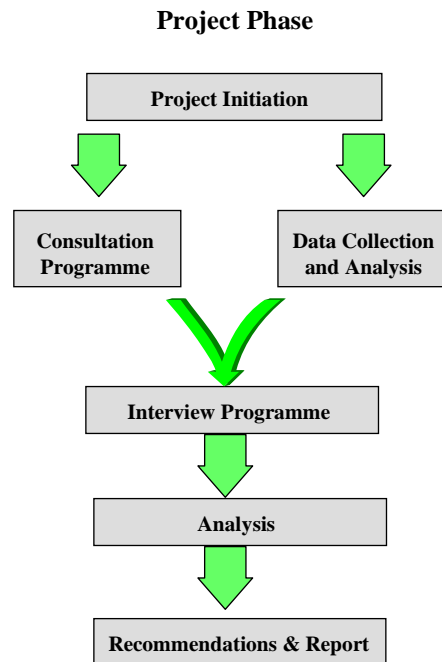 Project Phase
Project Initiation
Consultation
Programme
Data Collection
and Analysis
Interview Programme
Analysis
Recommendations & Report